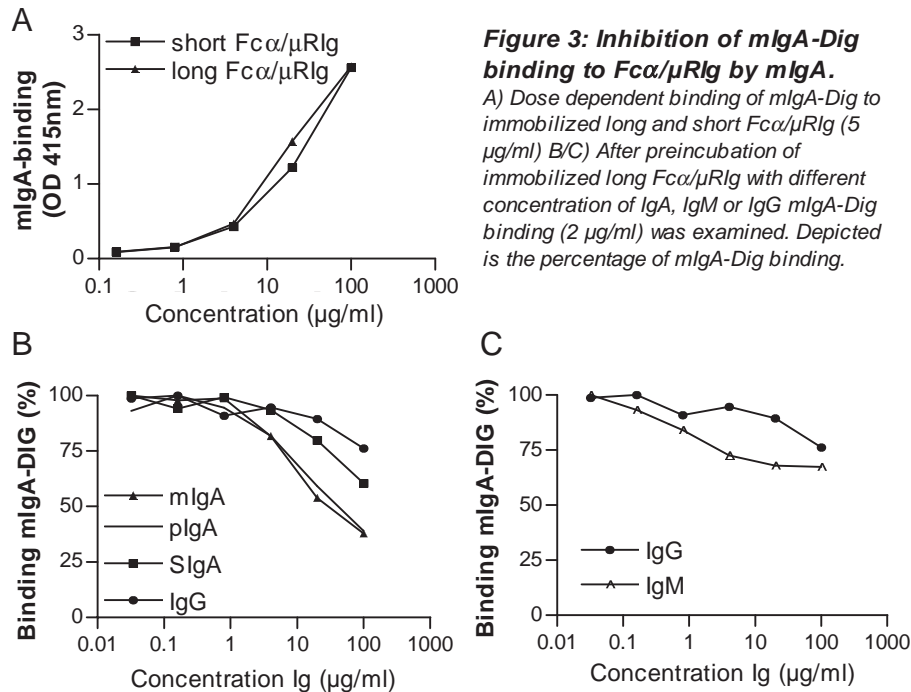 A
short Fcα/μRIg
long Fcα/μRIg
3
2
1
0
mIgA-binding
(OD 415nm)
0.1
1
10
100
1000
Concentration (μg/ml)
Figure 3: Inhibition of mIgA-Dig
binding to Fcα/μRIg by mIgA.
A) Dose dependent binding of mIgA-Dig to
immobilized long and short Fcα/μRIg (5
μg/ml) B/C) After preincubation of
immobilized long Fcα/μRIg with different
concentration of IgA, IgM or IgG mIgA-Dig
binding (2 μg/ml) was examined. Depicted
is the percentage of mIgA-Dig binding.
B
Binding mIgA-DIG (%)
100
75
50
25
0
mIgA
pIgA
SIgA
IgG
0.01
0.1
1
10
100
1000
Concentration Ig (μg/ml)
C
Binding mIgA-DIG (%)
100
75
50
25
0
IgG
IgM
0.01
0.1
1
10
100
1000
Concentration Ig (μg/ml)